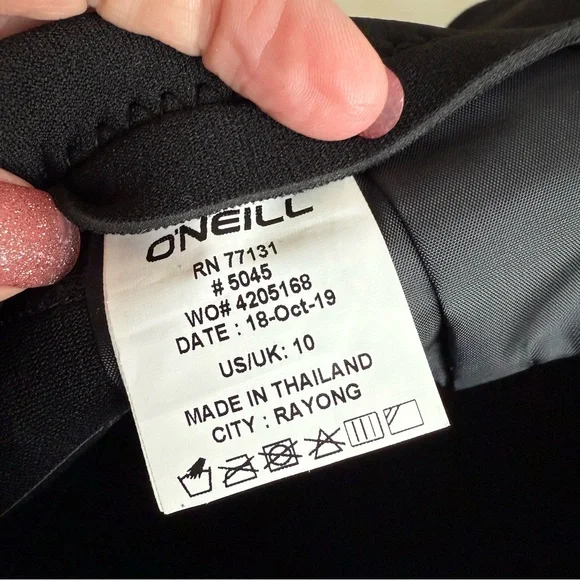 O'NEILL
RN 77131
# 5045
WO# 4205168
DATE : 18-Oct-19
US/UK: 10
MADE IN THAILAND
CITY : RAYONG